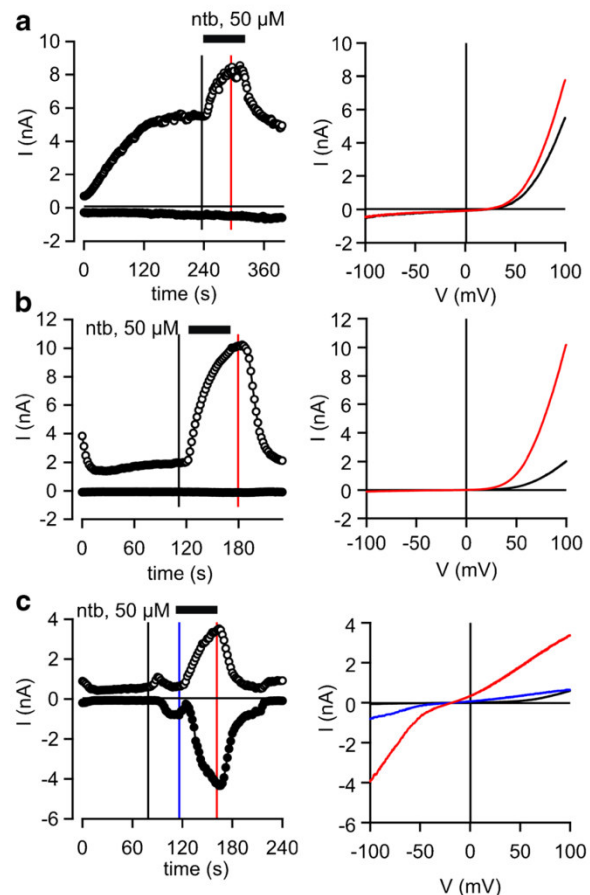 a
ntb, 50 µM
10
8
6
4
2
0
-2
I (nA)
0 120 240 360
time (s)
10
8
6
4
2
0
-2
I (nA)
-100 -50 0 50 100
V (mV)
b
ntb, 50 µM
12
10
8
6
4
2
0
-2
I (nA)
0 60 120 180
time (s)
12
10
8
6
4
2
0
-2
I (nA)
-100 -50 0 50 100
V (mV)
c
ntb, 50 µM
4
2
0
-2
-4
-6
I (nA)
0 60 120 180 240
time (s)
4
2
0
-2
-4
-6
I (nA)
-100 -50 0 50 100
V (mV)